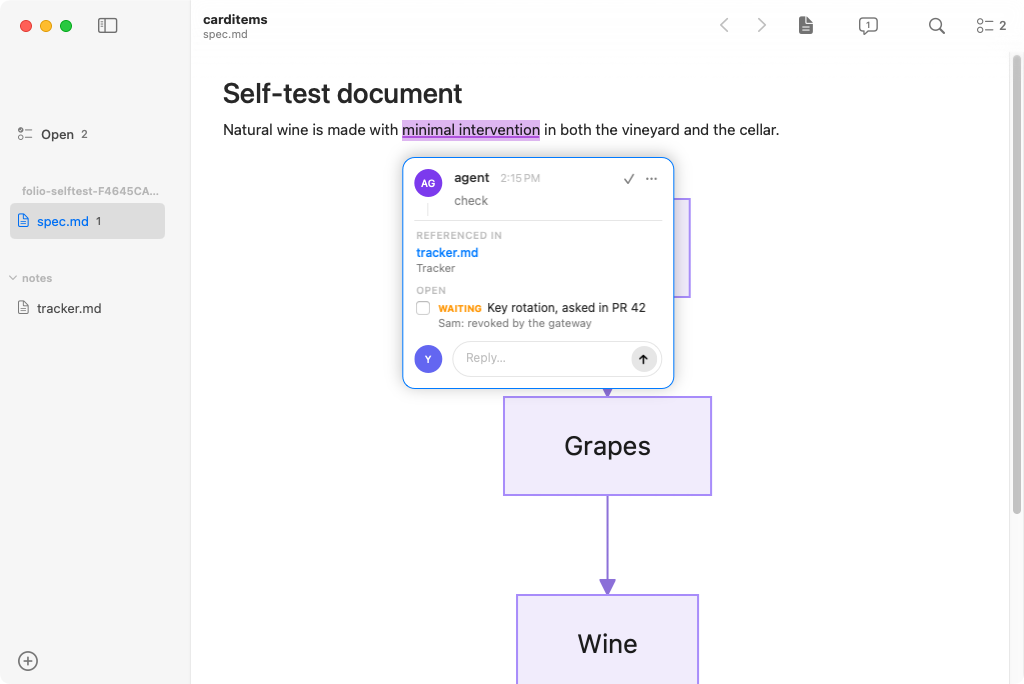 carditems
spec.md
1
2
Open 2
folio-selftest-F4645CA...
spec.md 1
notes
tracker.md
Self-test document
Natural wine is made with minimal intervention in both the vineyard and the cellar.
AG
agent 2:15 PM
check
REFERENCED IN
tracker.md
Tracker
OPEN
WAITING Key rotation, asked in PR 42
Sam: revoked by the gateway
Y
Reply...
Grapes
Wine